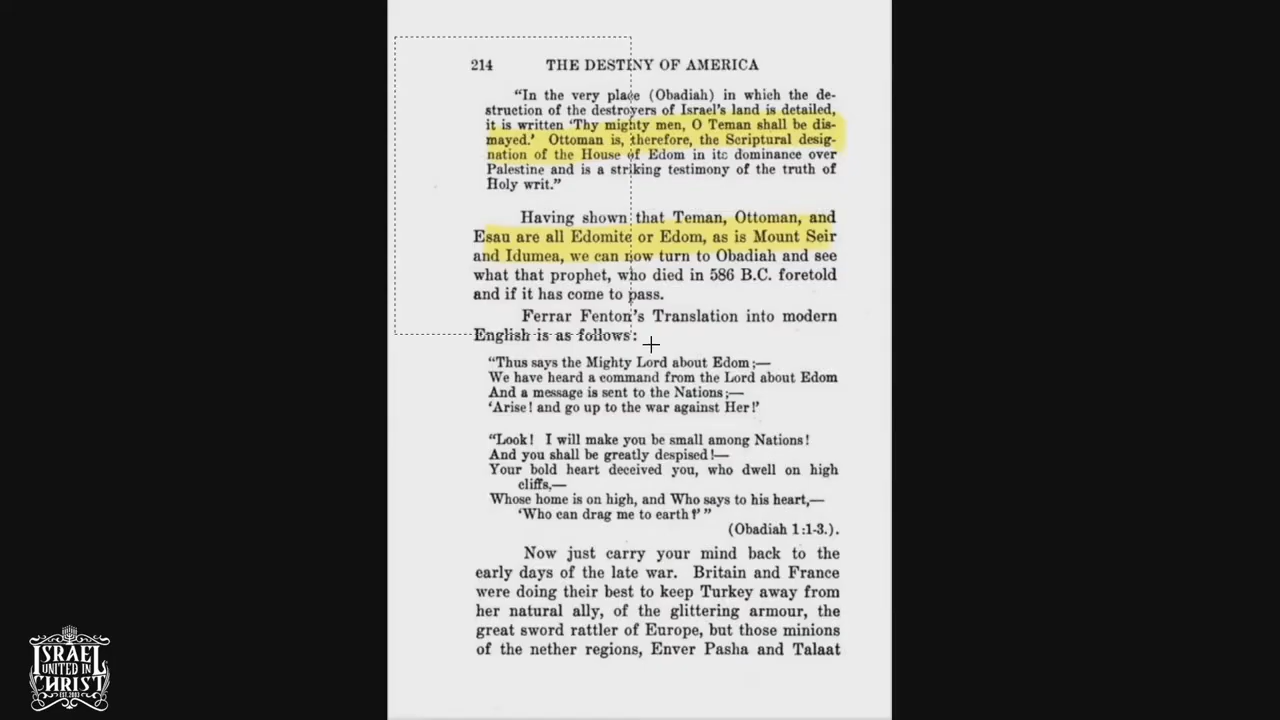 214 THE DESTINY OF AMERICA
"In the very place (Obadiah) in which the de-
struction of the destroyers of Israel's land is detailed,
it is written 'Thy mighty men, O Teman shall be dis-
mayed.' Ottoman is, therefore, the Scriptural desig-
nation of the House of Edom in its dominance over
Palestine and is a striking testimony of the truth of
Holy writ."
Having shown that Teman, Ottoman, and
Esau are all Edomite or Edom, as is Mount Seir
and Idumea, we can now turn to Obadiah and see
what that prophet, who died in 586 B.C. foretold
and if it has come to pass.
Ferrar Fenton's Translation into modern
English is as follows:
"Thus says the Mighty Lord about Edom;—
We have heard a command from the Lord about Edom
And a message is sent to the Nations;—
'Arise! and go up to the war against Her!'
"Look! I will make you be small among Nations!
And you shall be greatly despised!—
Your bold heart deceived you, who dwell on high
cliffs,—
Whose home is on high, and Who says to his heart,—
'Who can drag me to earth?' "
(Obadiah 1:1-3.).
Now just carry your mind back to the
early days of the late war. Britain and France
were doing their best to keep Turkey away from
her natural ally, of the glittering armour, the
great sword rattler of Europe, but those minions
of the nether regions, Enver Pasha and Talaat
ISRAEL
UNITED IN
CHRIST
EST. 2003